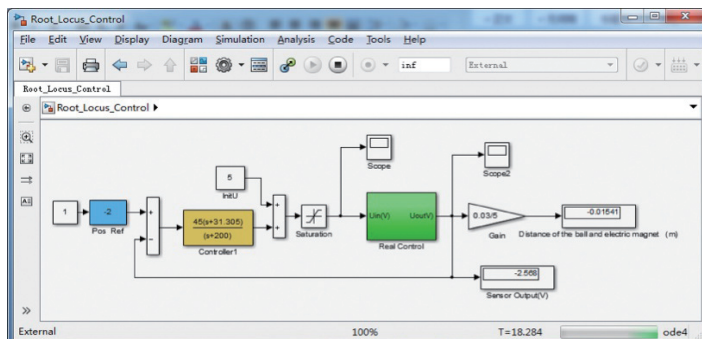 Root_Locus_Control
File Edit View Display Diagram Simulation Analysis Code Tools Help
inf
External
Root_Locus_Control
Root_Locus_Control
Scope
Scope2
5
InitU
1
-2
Pos Ref
+
−
45(s+31.305)
(s+200)
Controller1
+
+
Saturation
Uin(V)
Uout(V)
Real Control
0.03/5
Gain
-0.01541
Distance of the ball and electric magnet (m)
-2.568
Sensor Output(V)
External
100%
T=18.284
ode4